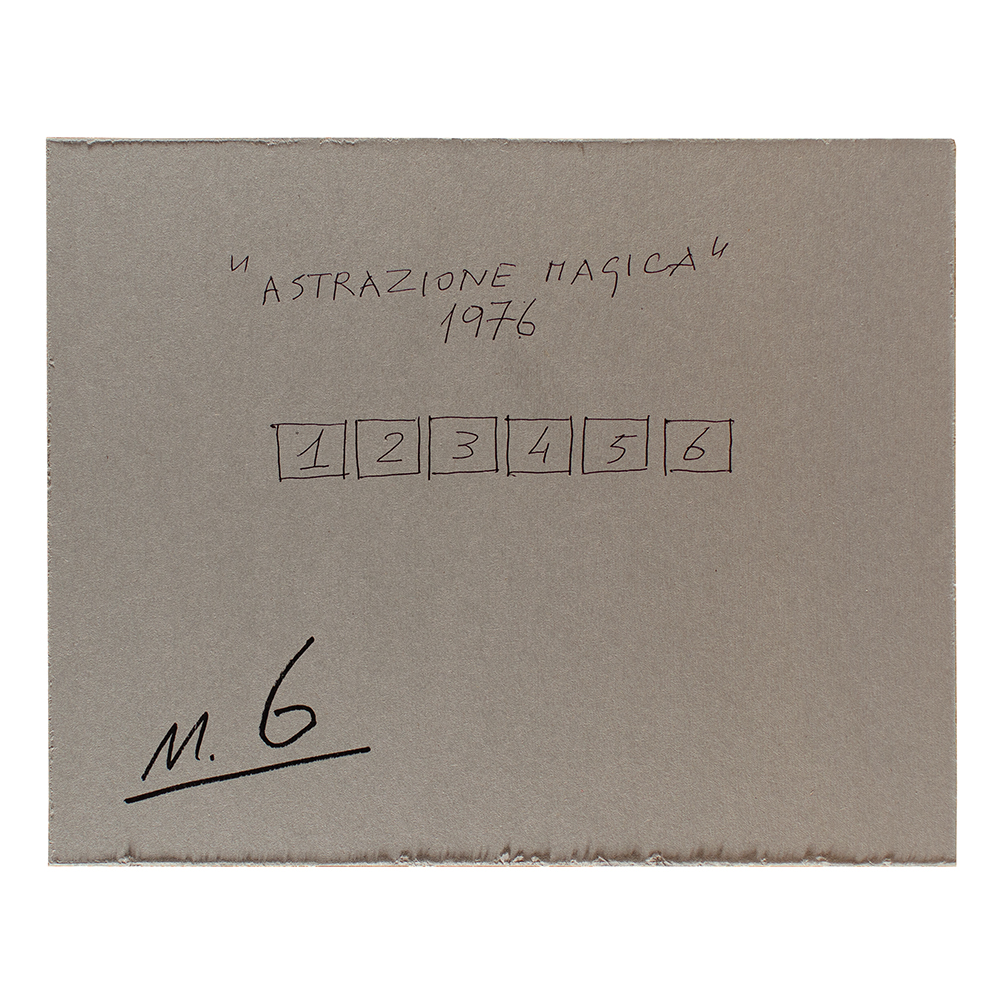 "ASTRAZIONE MAGICA"
1976
1 2 3 4 5 6
N. 6